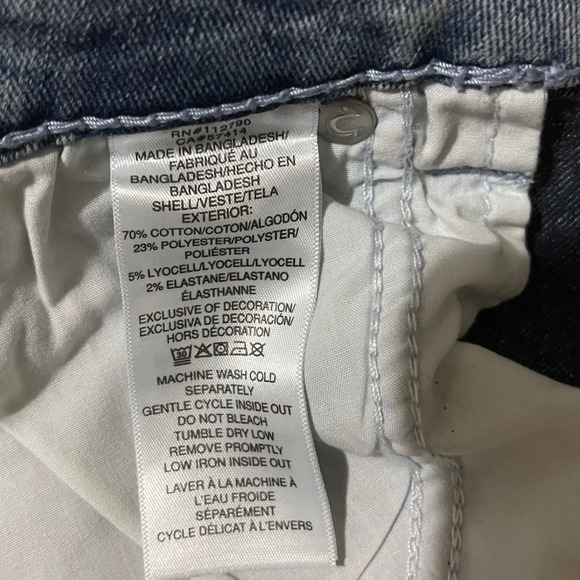 RN#112790
CA#57414
MADE IN BANGLADESH/
FABRIQUÉ AU
BANGLADESH/HECHO EN
BANGLADESH
SHELL/VESTE/TELA
EXTERIOR:
70% COTTON/COTON/ALGODÓN
23% POLYESTER/POLYSTER/
POLIÉSTER
5% LYOCELL/LYOCELL/LYOCELL
2% ELASTANE/ELASTANO
ÉLASTHANNE
EXCLUSIVE OF DECORATION/
EXCLUSIVA DE DECORACIÓN/
HORS DÉCORATION
30
MACHINE WASH COLD
SEPARATELY
GENTLE CYCLE INSIDE OUT
DO NOT BLEACH
TUMBLE DRY LOW
REMOVE PROMPTLY
LOW IRON INSIDE OUT
LAVER À LA MACHINE À
L'EAU FROIDE
SÉPARÉMENT
CYCLE DÉLICAT À L'ENVERS